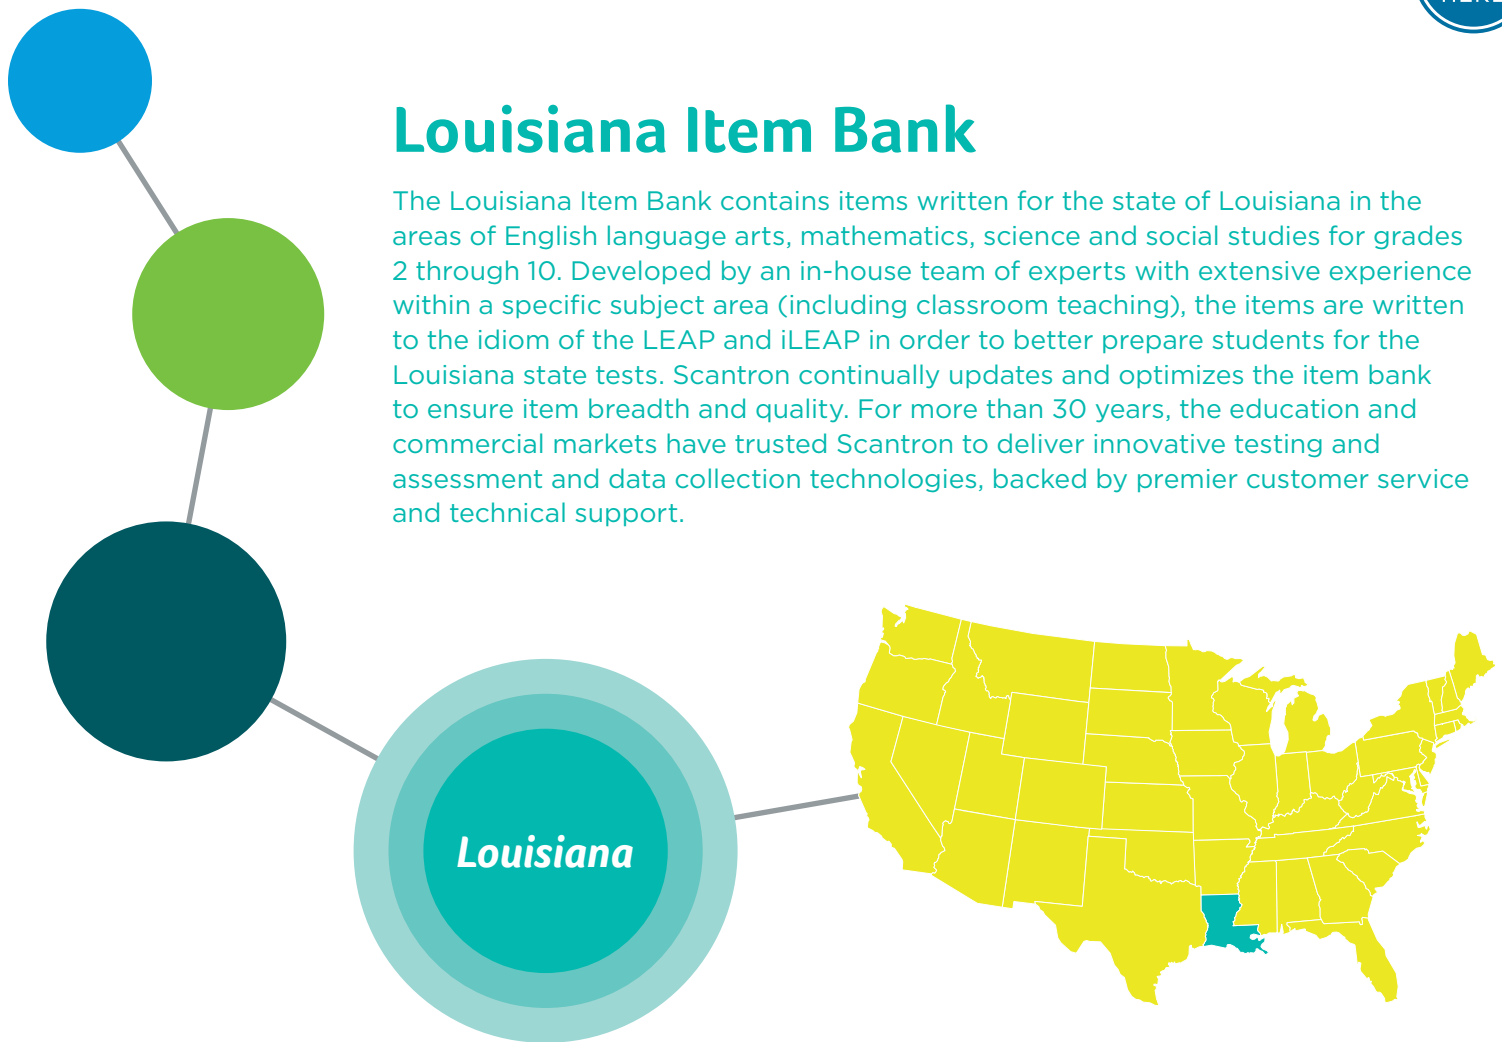 Louisiana Item Bank
The Louisiana Item Bank contains items written for the state of Louisiana in the
areas of English language arts, mathematics, science and social studies for grades
2 through 10. Developed by an in-house team of experts with extensive experience
within a specific subject area (including classroom teaching), the items are written
to the idiom of the LEAP and iLEAP in order to better prepare students for the
Louisiana state tests. Scantron continually updates and optimizes the item bank
to ensure item breadth and quality. For more than 30 years, the education and
commercial markets have trusted Scantron to deliver innovative testing and
assessment and data collection technologies, backed by premier customer service
and technical support.
Louisiana